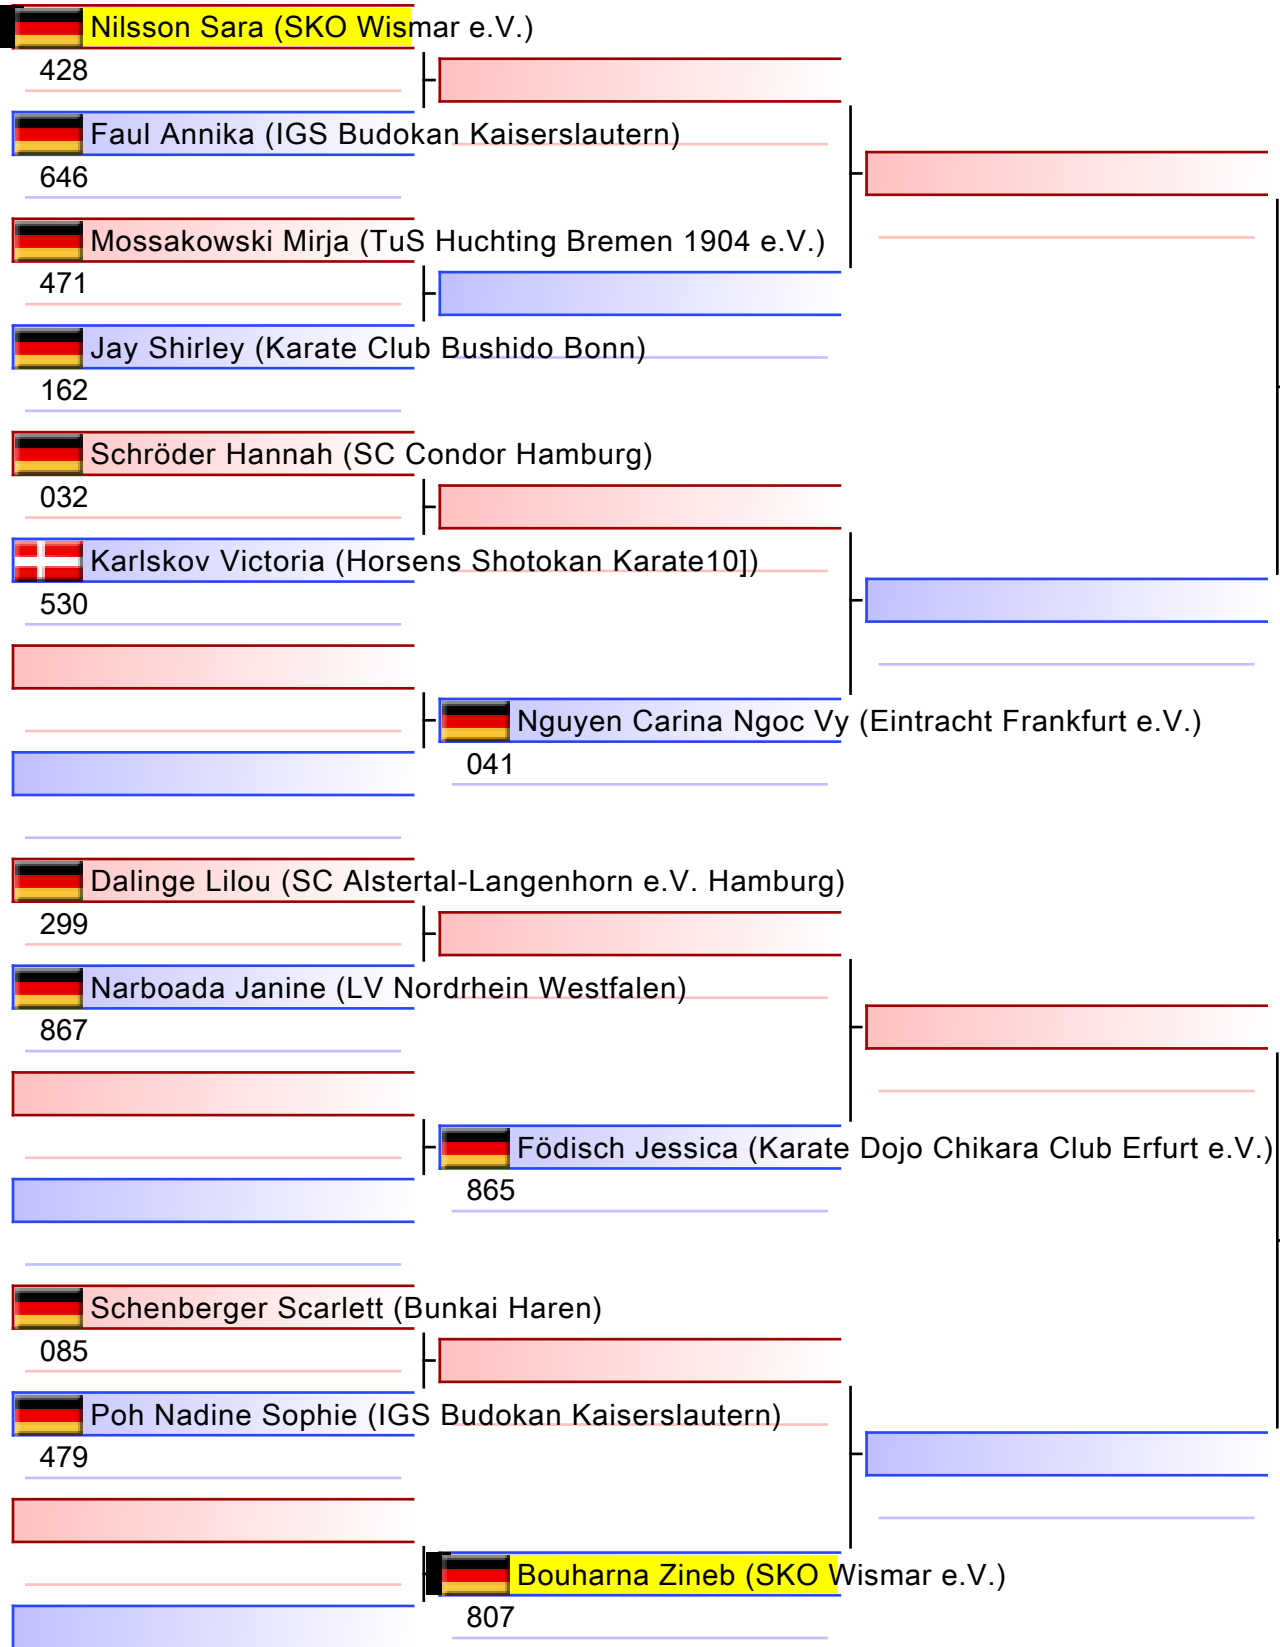 Nilsson Sara (SKO Wismar e.V.)
428
Faul Annika (IGS Budokan Kaiserslautern)
646
Mossakowski Mirja (TuS Huchting Bremen 1904 e.V.)
471
Jay Shirley (Karate Club Bushido Bonn)
162
Schröder Hannah (SC Condor Hamburg)
032
Karlskov Victoria (Horsens Shotokan Karate10])
530
Nguyen Carina Ngoc Vy (Eintracht Frankfurt e.V.)
041
Dalinge Lilou (SC Alstertal-Langenhorn e.V. Hamburg)
299
Narboada Janine (LV Nordrhein Westfalen)
867
Födisch Jessica (Karate Dojo Chikara Club Erfurt e.V.)
865
Schenberger Scarlett (Bunkai Haren)
085
Poh Nadine Sophie (IGS Budokan Kaiserslautern)
479
Bouharna Zineb (SKO Wismar e.V.)
807